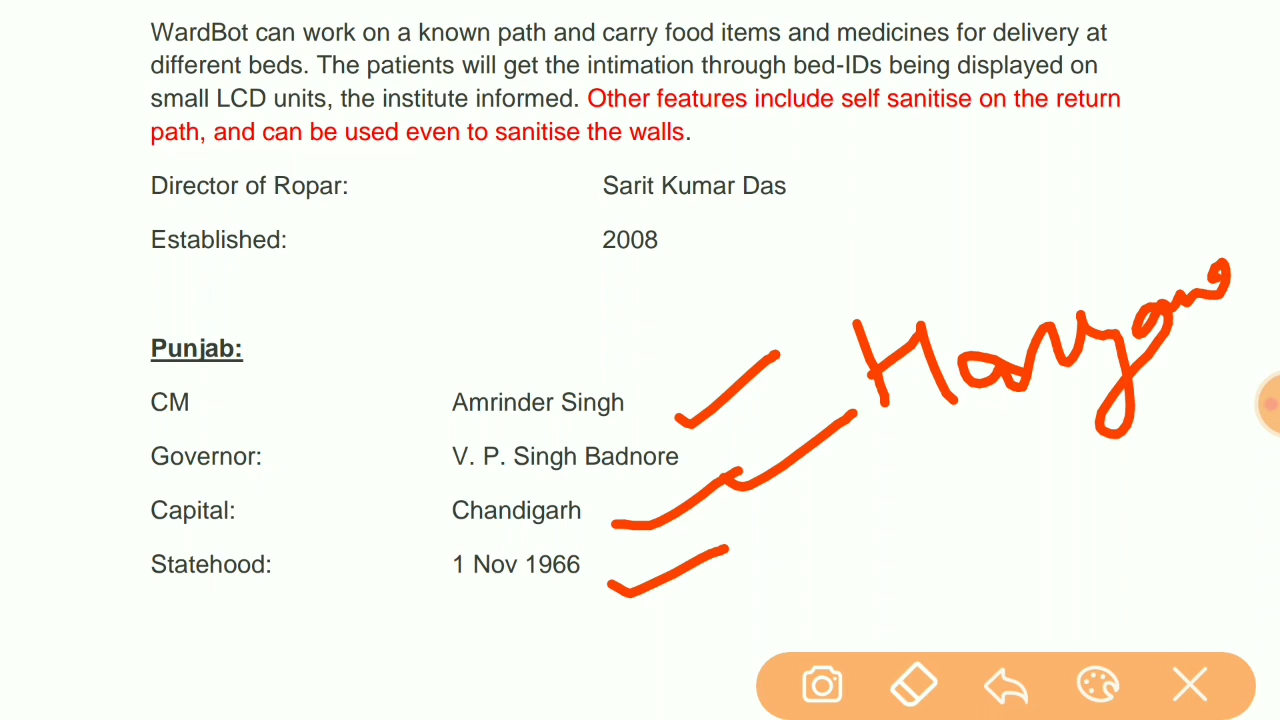 WardBot can work on a known path and carry food items and medicines for delivery at
different beds. The patients will get the intimation through bed-IDs being displayed on
small LCD units, the institute informed. Other features include self sanitise on the return
path, and can be used even to sanitise the walls.
Director of Ropar: Sarit Kumar Das
Established: 2008
Haryana
Punjab:
CM Amrinder Singh
Governor: V. P. Singh Badnore
Capital: Chandigarh
Statehood: 1 Nov 1966